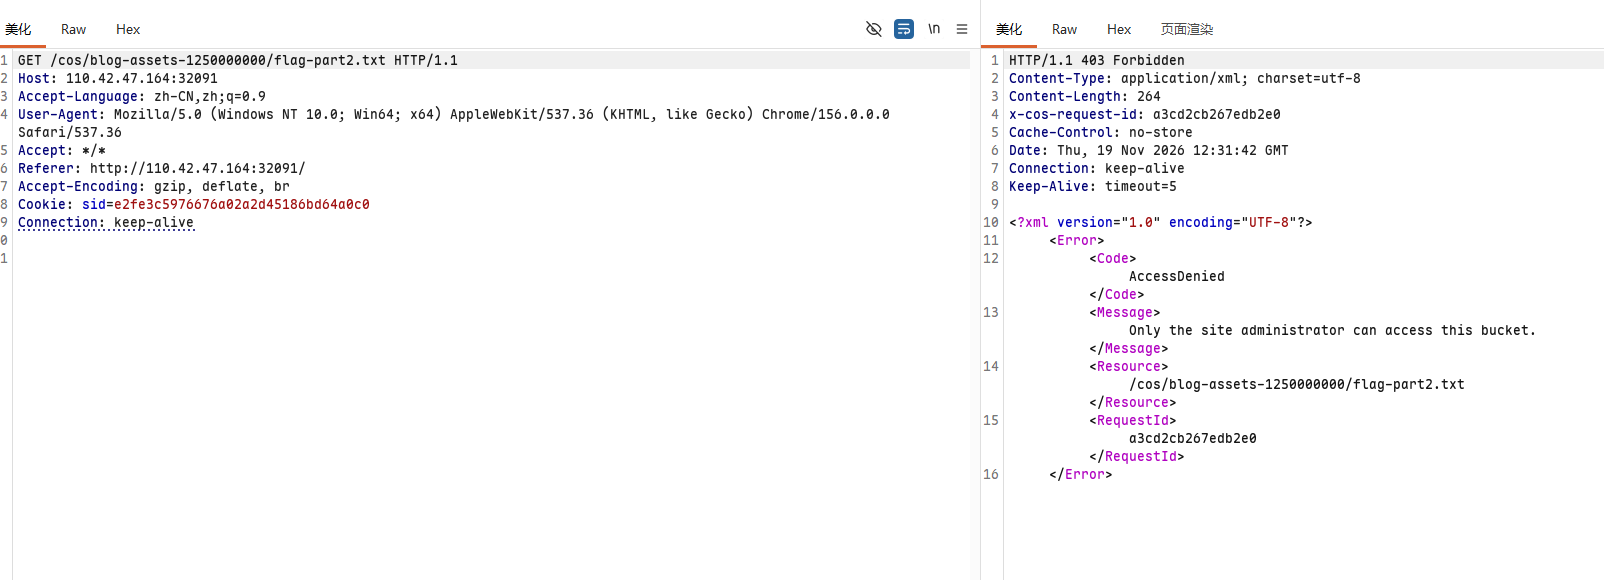 美化 Raw Hex \n
1 GET /cos/blog-assets-1250000000/flag-part2.txt HTTP/1.1
2 Host: 110.42.47.164:32091
3 Accept-Language: zh-CN,zh;q=0.9
4 User-Agent: Mozilla/5.0 (Windows NT 10.0; Win64; x64) AppleWebKit/537.36 (KHTML, like Gecko) Chrome/156.0.0.0
Safari/537.36
5 Accept: */*
6 Referer: http://110.42.47.164:32091/
7 Accept-Encoding: gzip, deflate, br
8 Cookie: sid=e2fe3c5976676a02a2d45186bd64a0c0
9 Connection: keep-alive
0
1
美化 Raw Hex 页面渲染
1 HTTP/1.1 403 Forbidden
2 Content-Type: application/xml; charset=utf-8
3 Content-Length: 264
4 x-cos-request-id: a3cd2cb267edb2e0
5 Cache-Control: no-store
6 Date: Thu, 19 Nov 2026 12:31:42 GMT
7 Connection: keep-alive
8 Keep-Alive: timeout=5
9
10 <?xml version="1.0" encoding="UTF-8"?>
11 <Error>
12 <Code>
AccessDenied
</Code>
13 <Message>
Only the site administrator can access this bucket.
</Message>
14 <Resource>
/cos/blog-assets-1250000000/flag-part2.txt
</Resource>
15 <RequestId>
a3cd2cb267edb2e0
</RequestId>
16 </Error>